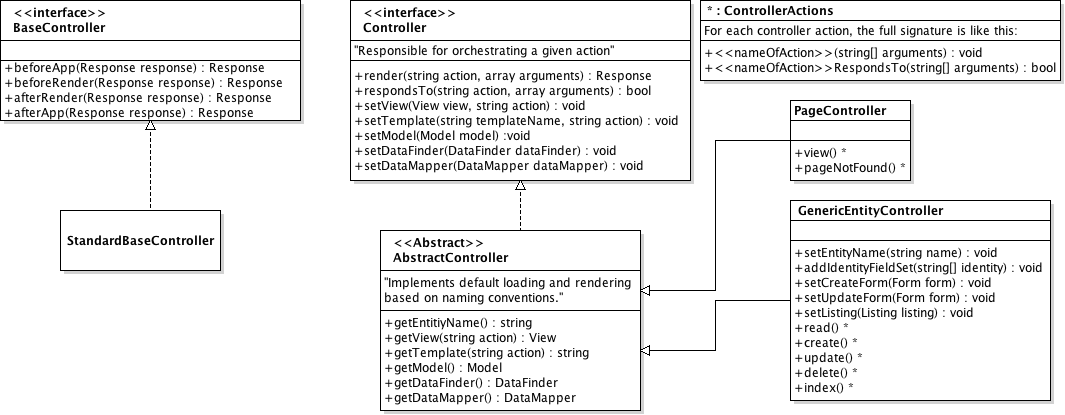 <<interface>>
BaseController
+beforeApp(Response response) : Response
+beforeRender(Response response) : Response
+afterRender(Response response) : Response
+afterApp(Response response) : Response
StandardBaseController
<<interface>>
Controller
"Responsible for orchestrating a given action"
+render(string action, array arguments) : Response
+respondsTo(string action, array arguments) : bool
+setView(View view, string action) : void
+setTemplate(string templateName, string action) : void
+setModel(Model model) :void
+setDataFinder(DataFinder dataFinder) : void
+setDataMapper(DataMapper dataMapper) : void
<<Abstract>>
AbstractController
"Implements default loading and rendering
based on naming conventions."
+getEntitiyName() : string
+getView(string action) : View
+getTemplate(string action) : string
+getModel() : Model
+getDataFinder() : DataFinder
+getDataMapper() : DataMapper
* : ControllerActions
For each controller action, the full signature is like this:
+<<nameOfAction>>(string[] arguments) : void
+<<nameOfAction>>RespondsTo(string[] arguments) : bool
PageController
+view() *
+pageNotFound() *
GenericEntityController
+setEntityName(string name) : void
+addIdentityFieldSet(string[] identity) : void
+setCreateForm(Form form) : void
+setUpdateForm(Form form) : void
+setListing(Listing listing) : void
+read() *
+create() *
+update() *
+delete() *
+index() *